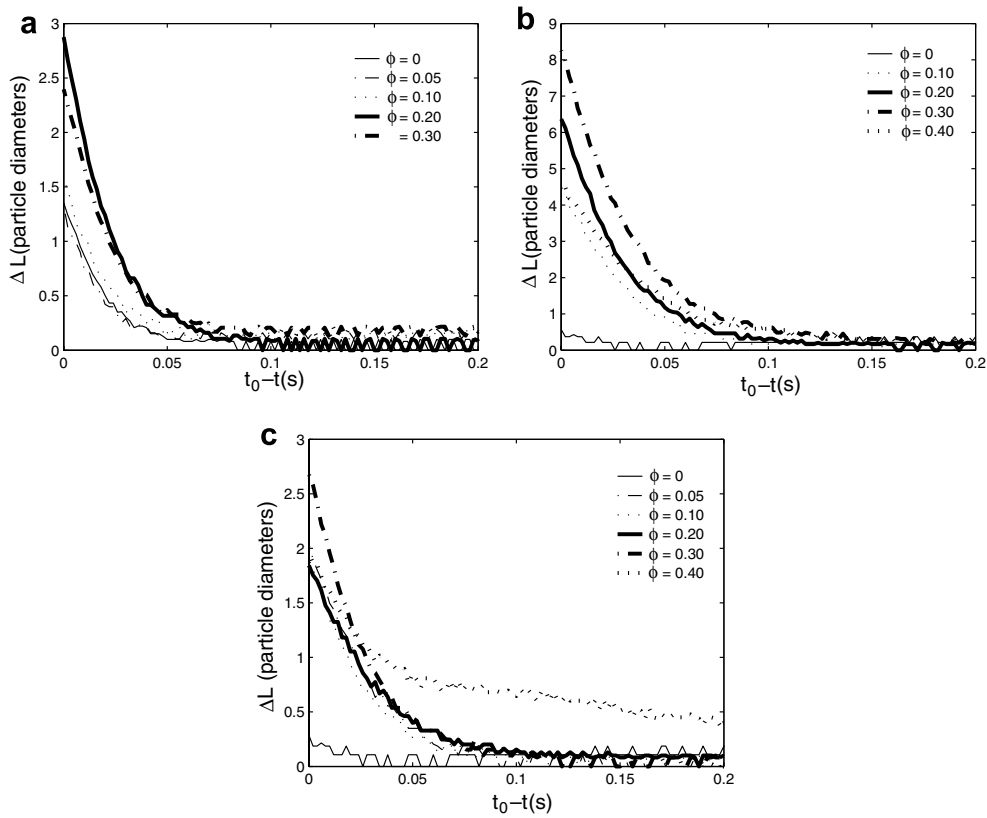 a
3
2.5
2
1.5
1
0.5
0
0
0.05
0.1
0.15
0.2
Δ L(particle diameters)
t₀−t(s)
ϕ = 0
ϕ = 0.05
ϕ = 0.10
ϕ = 0.20
= 0.30
b
9
8
7
6
5
4
3
2
1
0
0
0.05
0.1
0.15
0.2
Δ L(particle diameters)
t₀−t(s)
ϕ = 0
ϕ = 0.10
ϕ = 0.20
ϕ = 0.30
ϕ = 0.40
c
3
2.5
2
1.5
1
0.5
0
0
0.05
0.1
0.15
0.2
ΔL (particle diameters)
t₀−t(s)
ϕ = 0
ϕ = 0.05
ϕ = 0.10
ϕ = 0.20
ϕ = 0.30
ϕ = 0.40